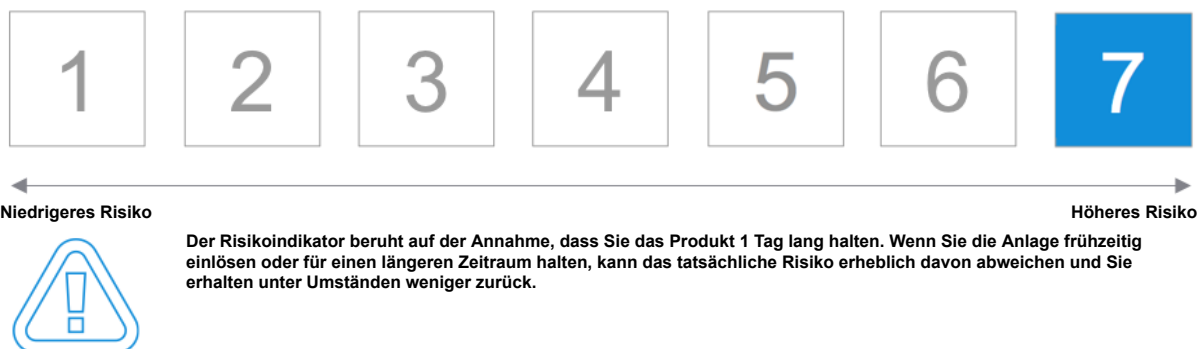 1 2 3 4 5 6 7
Niedrigeres Risiko Höheres Risiko
Der Risikoindikator beruht auf der Annahme, dass Sie das Produkt 1 Tag lang halten. Wenn Sie die Anlage frühzeitig
einlösen oder für einen längeren Zeitraum halten, kann das tatsächliche Risiko erheblich davon abweichen und Sie
erhalten unter Umständen weniger zurück.